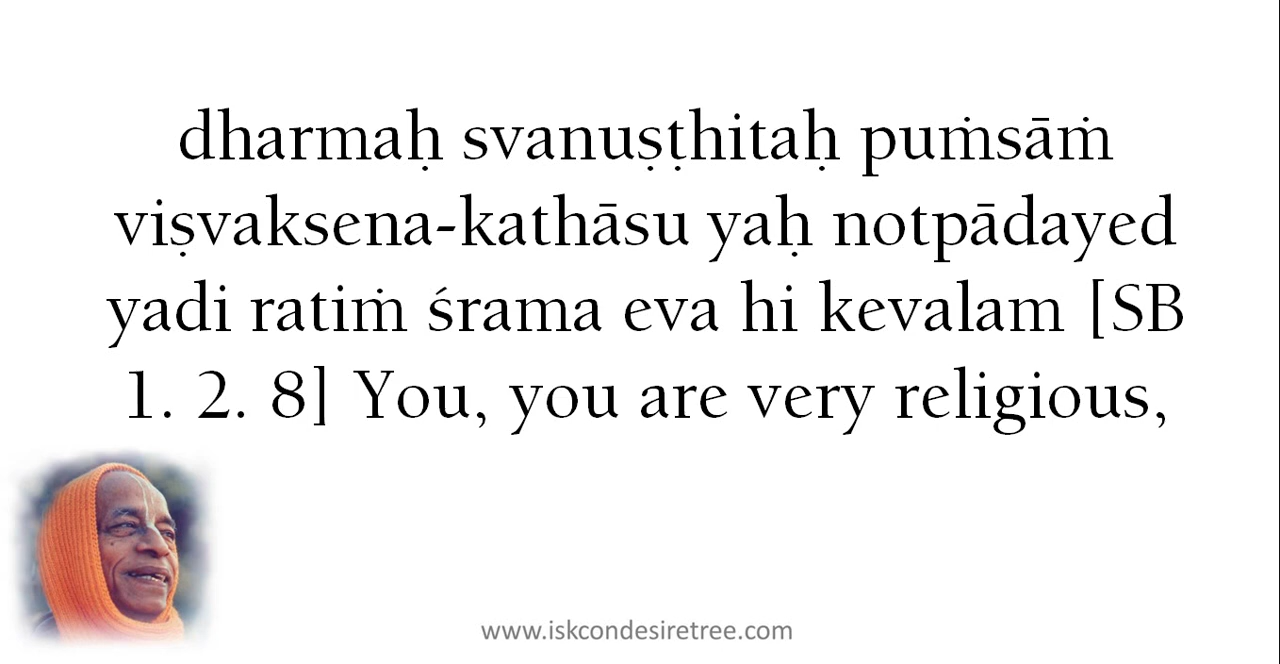 dharmaḥ svanuṣṭhitaḥ puṁsāṁ
viṣvaksena-kathāsu yaḥ notpādayed
yadi ratiṁ śrama eva hi kevalam [SB
1. 2. 8] You, you are very religious,
www.iskcondesiretree.com